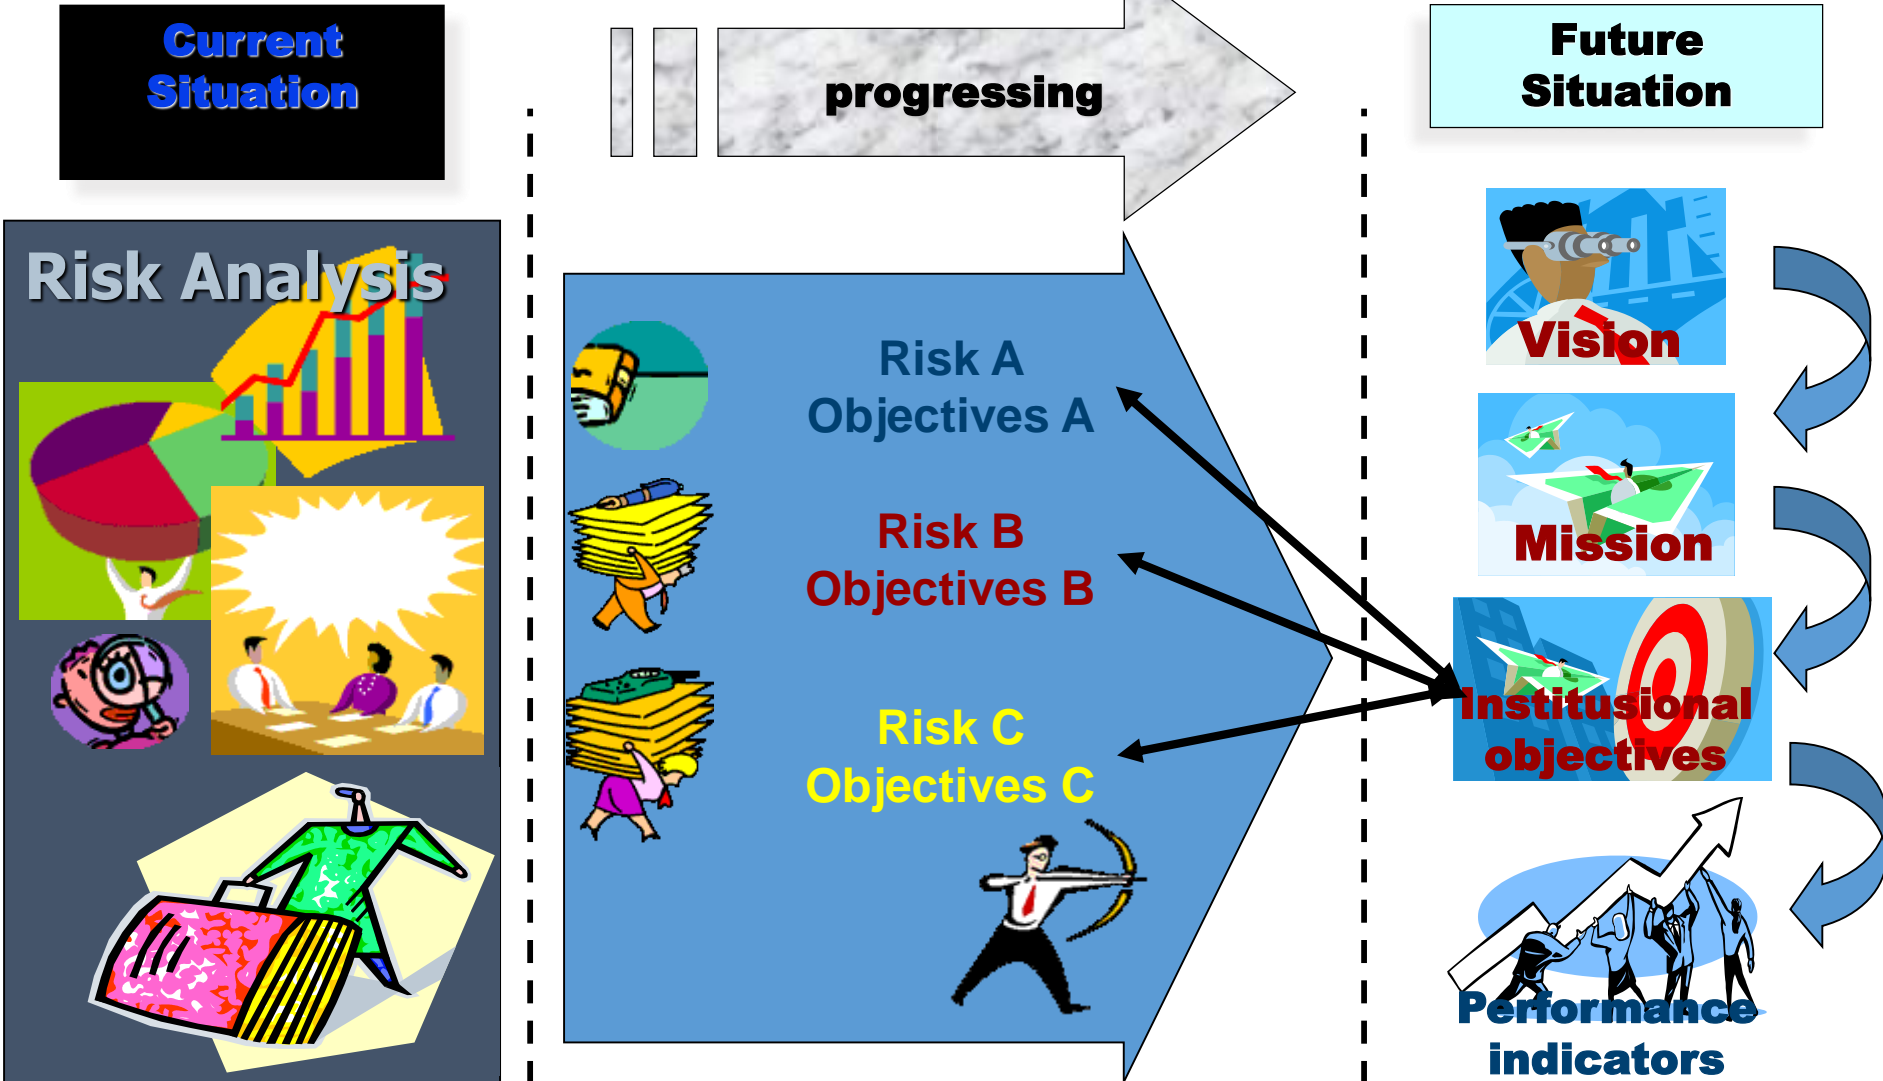 Current
Situation
progressing
Future
Situation
Risk Analysis
Risk A
Objectives A
Risk B
Objectives B
Risk C
Objectives C
Vision
Mission
Institusional
objectives
Performance
indicators